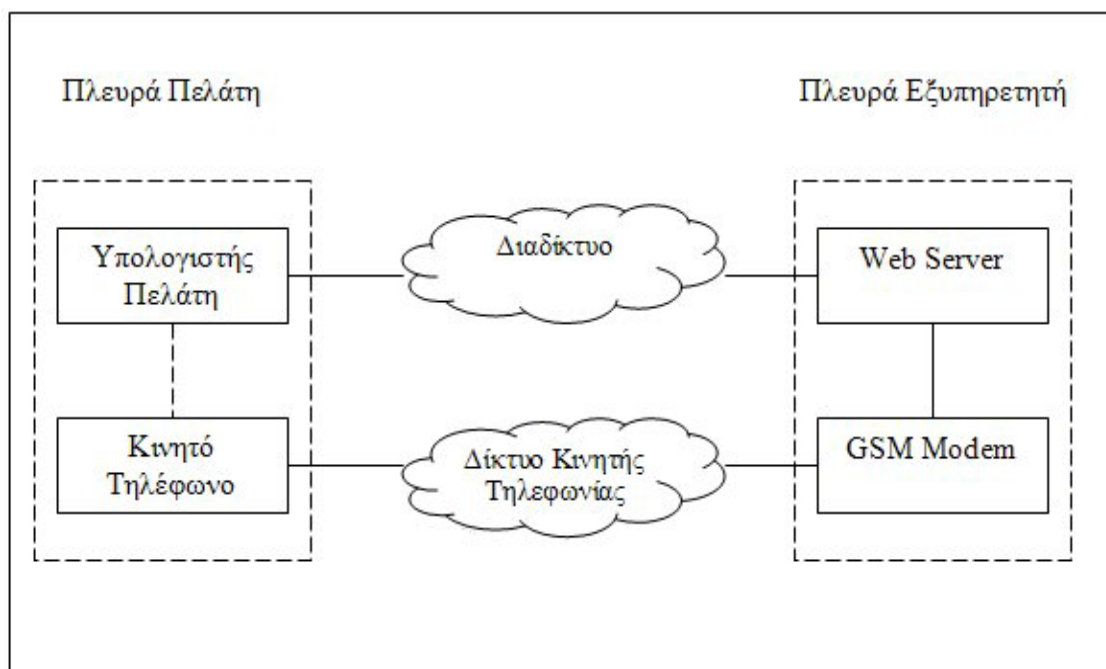 Πλευρά Πελάτη
Πλευρά Εξυπηρετητή
Υπολογιστής
Πελάτη
Διαδίκτυο
Web Server
Κινητό
Τηλέφωνο
Δίκτυο Κινητής
Τηλεφωνίας
GSM Modem